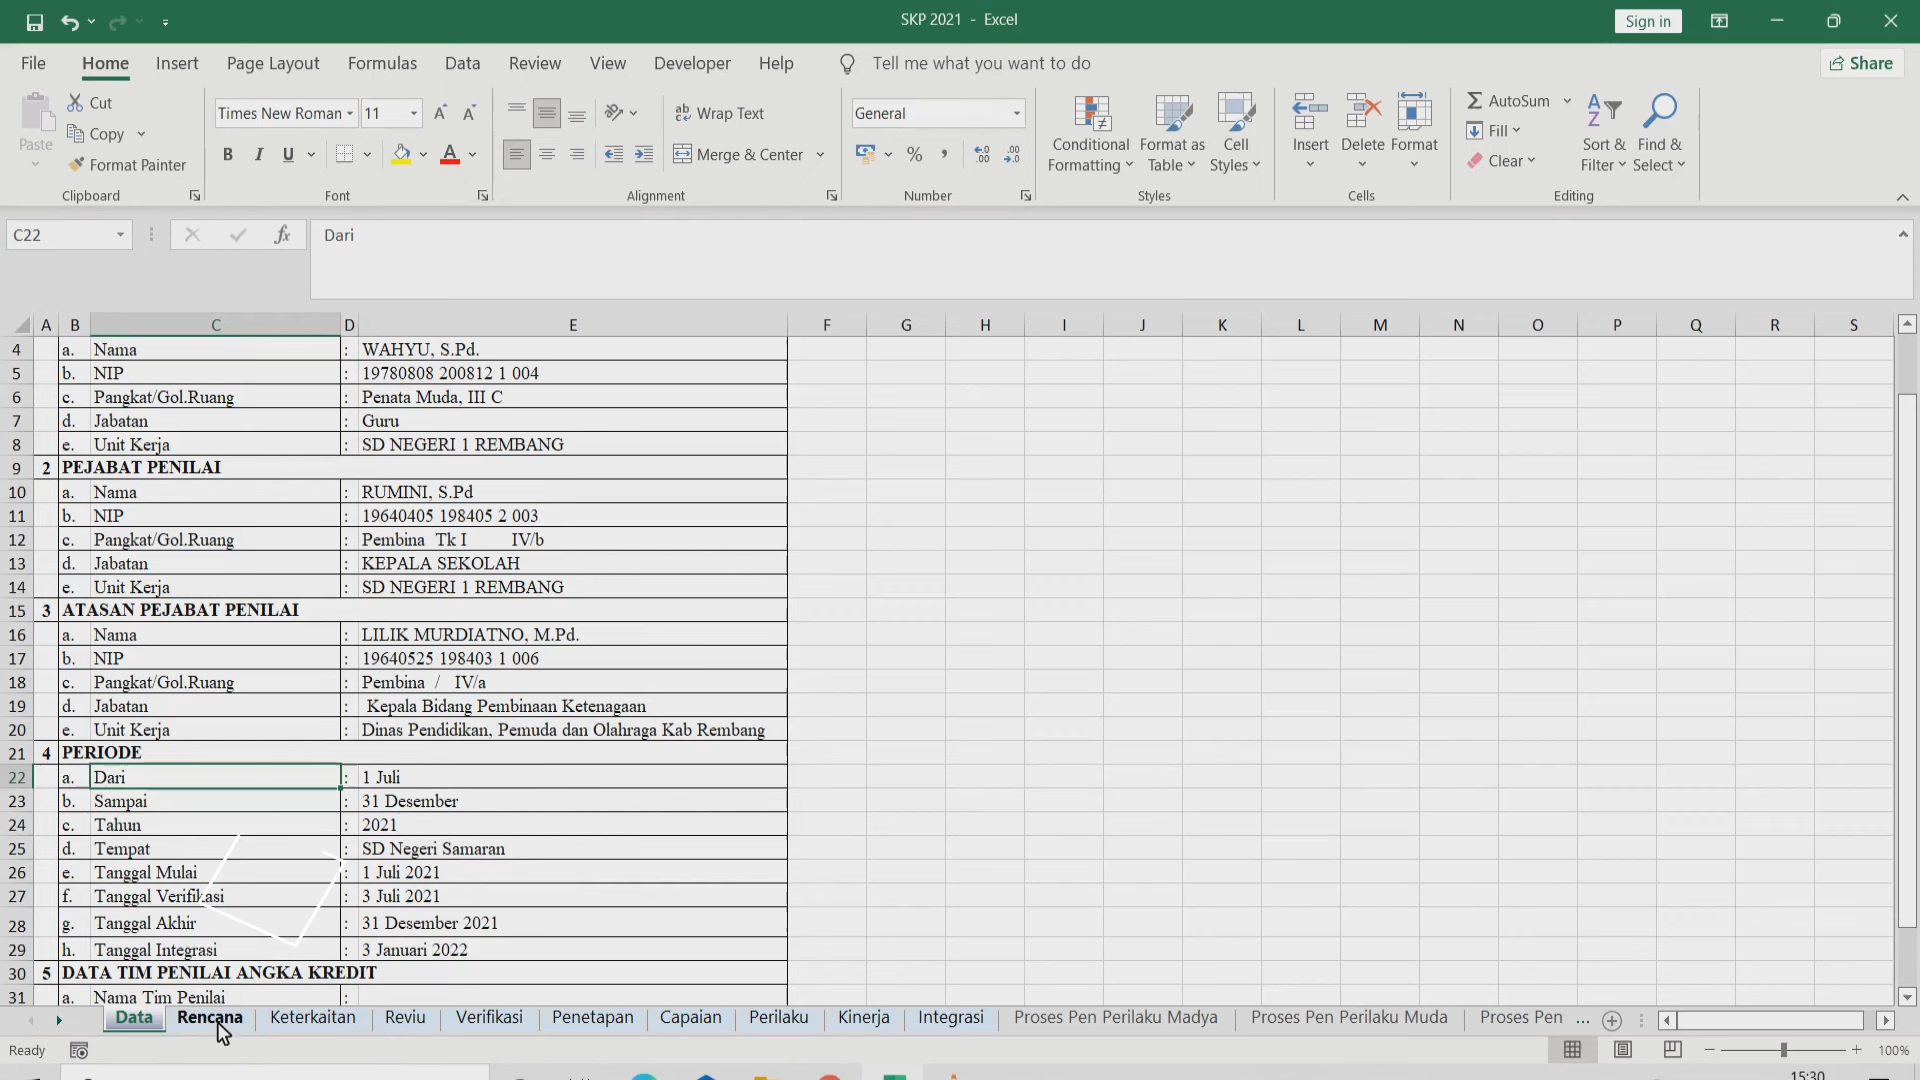 SKP 2021 - Excel
Sign in
File Home Insert Page Layout Formulas Data Review View Developer Help Tell me what you want to do Share
Paste
Cut
Copy
Format Painter
Clipboard
Times New Roman 11
B I U
Font
Wrap Text
Merge & Center
Alignment
General
Number
Conditional Formatting
Format as Table
Cell Styles
Styles
Insert Delete Format
Cells
AutoSum
Fill
Clear
Sort & Filter
Find & Select
Editing
C22 fx Dari
A B C D E F G H I J K L M N O P Q R S
4 a. Nama : WAHYU, S.Pd.
5 b. NIP : 19780808 200812 1 004
6 c. Pangkat/Gol.Ruang : Penata Muda, III C
7 d. Jabatan : Guru
8 e. Unit Kerja : SD NEGERI 1 REMBANG
9 2 PEJABAT PENILAI
10 a. Nama : RUMINI, S.Pd
11 b. NIP : 19640405 198405 2 003
12 c. Pangkat/Gol.Ruang : Pembina Tk I IV/b
13 d. Jabatan : KEPALA SEKOLAH
14 e. Unit Kerja : SD NEGERI 1 REMBANG
15 3 ATASAN PEJABAT PENILAI
16 a. Nama : LILIK MURDIATNO, M.Pd.
17 b. NIP : 19640525 198403 1 006
18 c. Pangkat/Gol.Ruang : Pembina / IV/a
19 d. Jabatan : Kepala Bidang Pembinaan Ketenagaan
20 e. Unit Kerja : Dinas Pendidikan, Pemuda dan Olahraga Kab Rembang
21 4 PERIODE
22 a. Dari : 1 Juli
23 b. Sampai : 31 Desember
24 c. Tahun : 2021
25 d. Tempat : SD Negeri Samaran
26 e. Tanggal Mulai : 1 Juli 2021
27 f. Tanggal Verifikasi : 3 Juli 2021
28 g. Tanggal Akhir : 31 Desember 2021
29 h. Tanggal Integrasi : 3 Januari 2022
30 5 DATA TIM PENILAI ANGKA KREDIT
31 a. Nama Tim Penilai :
Data Rencana Keterkaitan Reviu Verifikasi Penetapan Capaian Perilaku Kinerja Integrasi Proses Pen Perilaku Madya Proses Pen Perilaku Muda Proses Pen ...
Ready 100%
15:30